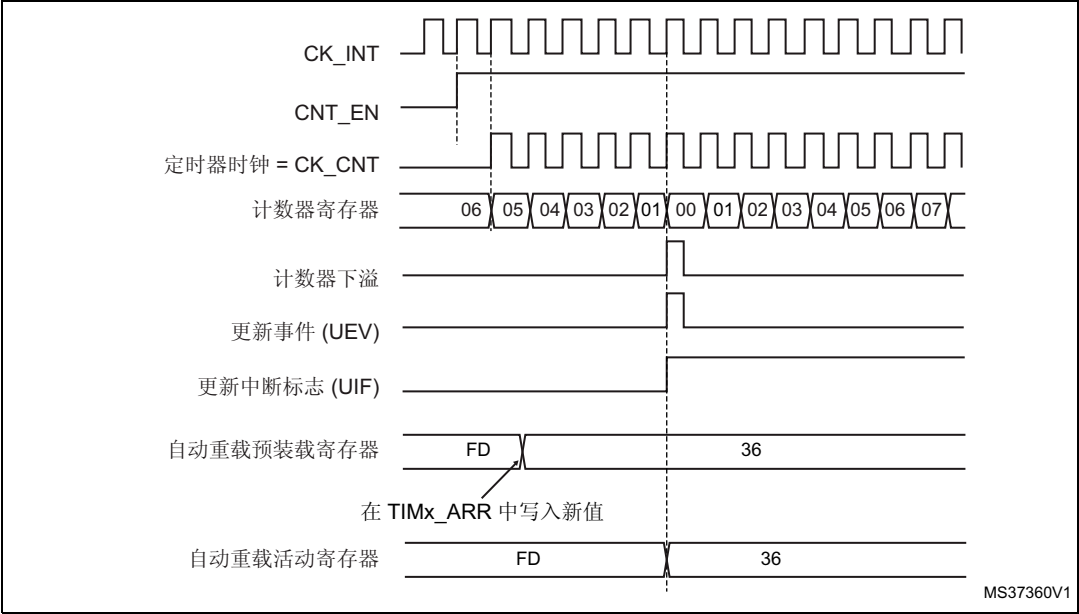 CK_INT
CNT_EN
定时器时钟 = CK_CNT
计数器寄存器 06 05 04 03 02 01 00 01 02 03 04 05 06 07
计数器下溢
更新事件 (UEV)
更新中断标志 (UIF)
自动重载预装载寄存器 FD 36
在 TIMx_ARR 中写入新值
自动重载活动寄存器 FD 36
MS37360V1